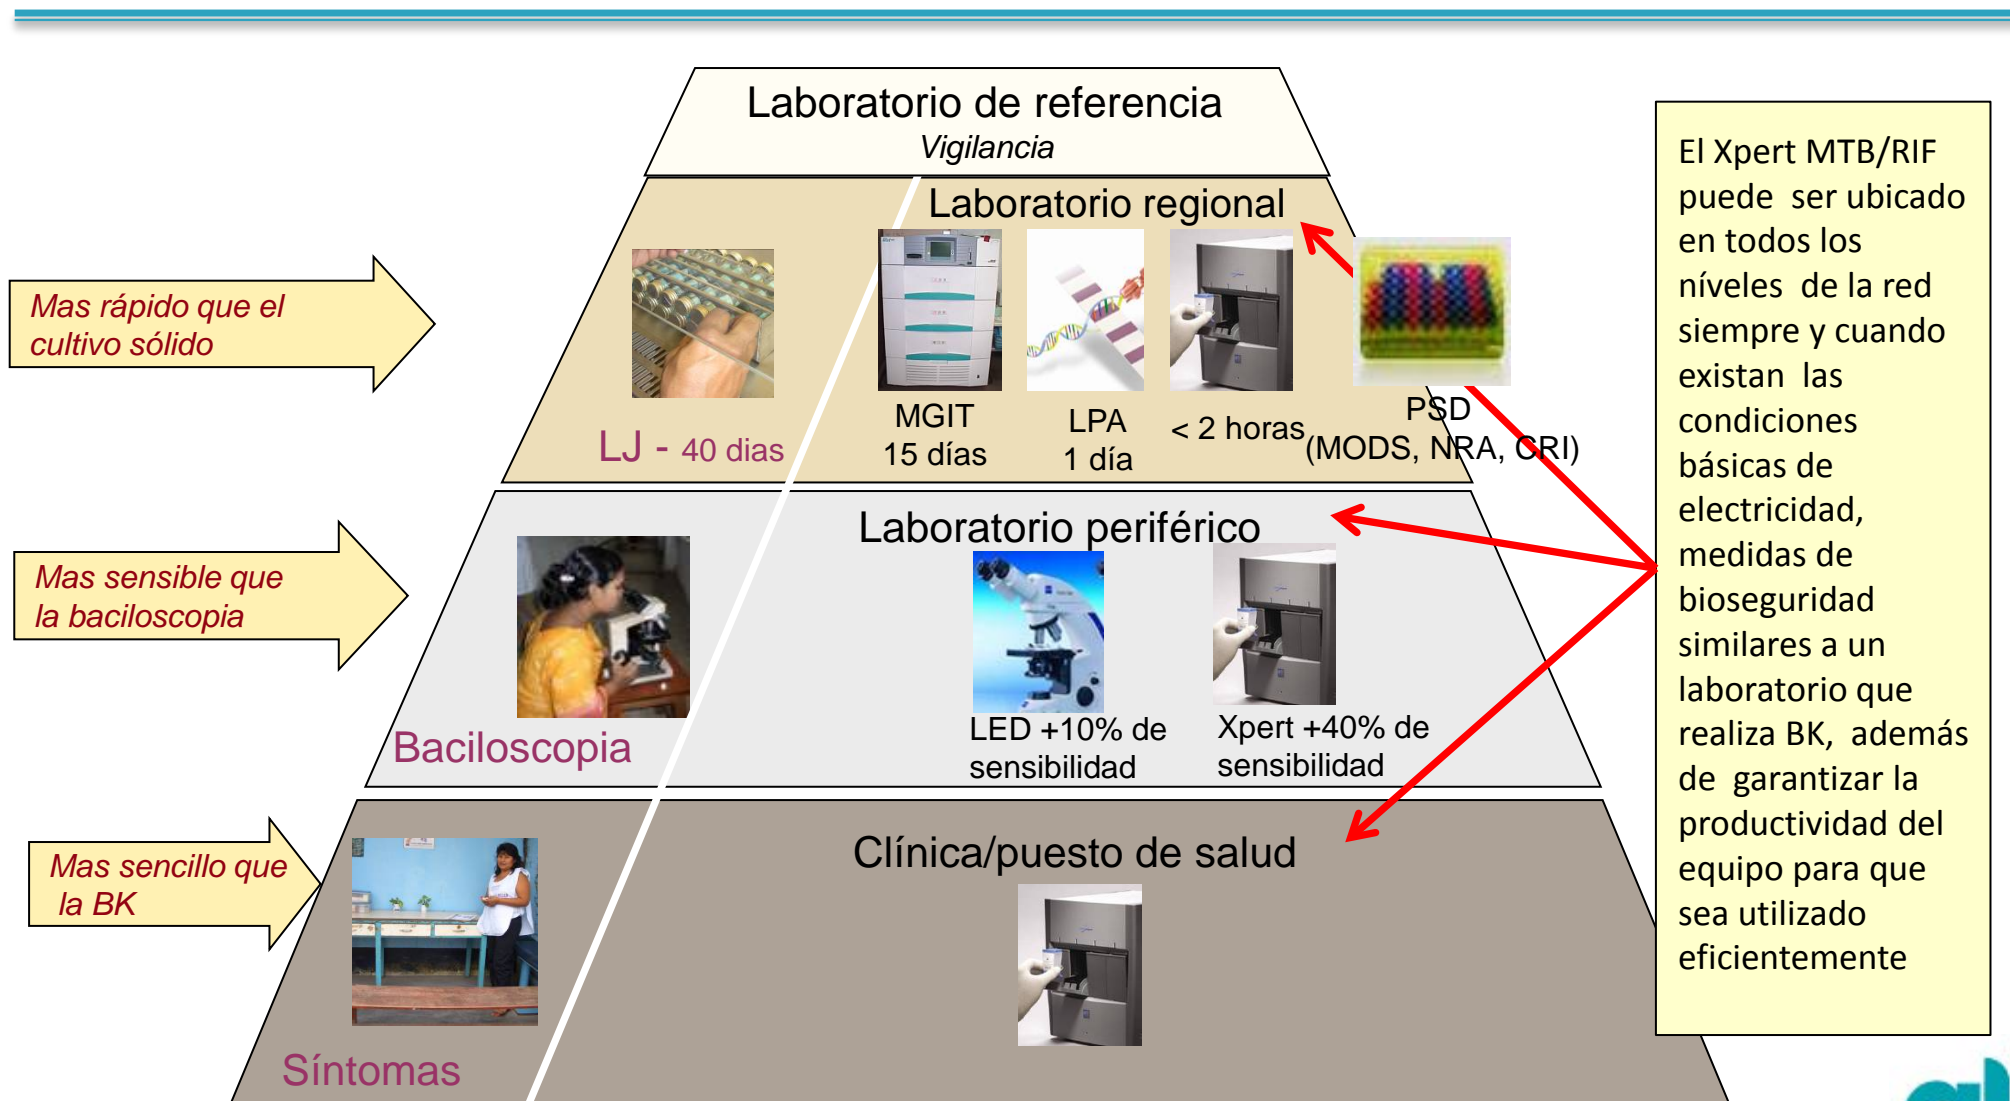 Laboratorio de referencia
Vigilancia
Laboratorio regional
Mas rápido que el
cultivo sólido
LJ - 40 dias
MGIT
15 días
LPA
1 día
< 2 horas
PSD
(MODS, NRA, CRI)
Laboratorio periférico
Mas sensible que
la baciloscopia
Baciloscopia
LED +10% de
sensibilidad
Xpert +40% de
sensibilidad
Clínica/puesto de salud
Mas sencillo que
la BK
Síntomas
El Xpert MTB/RIF
puede ser ubicado
en todos los
níveles de la red
siempre y cuando
existan las
condiciones
básicas de
electricidad,
medidas de
bioseguridad
similares a un
laboratorio que
realiza BK, además
de garantizar la
productividad del
equipo para que
sea utilizado
eficientemente